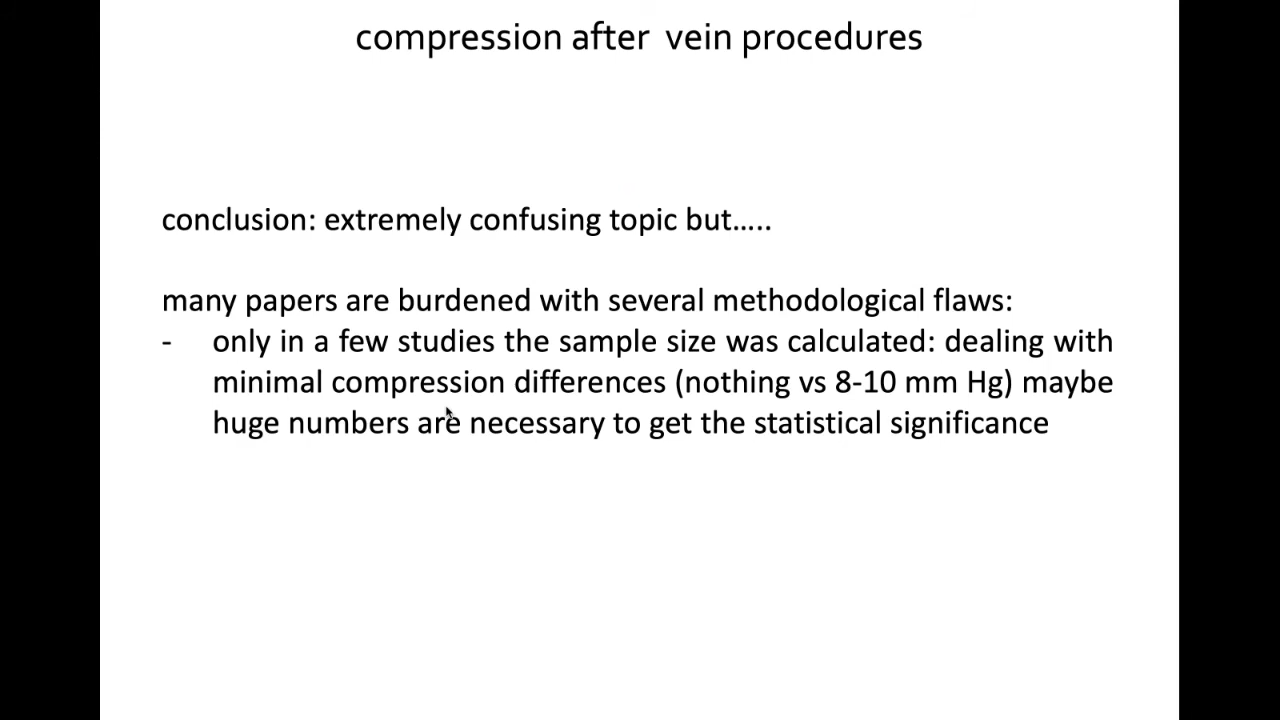 compression after vein procedures
conclusion: extremely confusing topic but.....
many papers are burdened with several methodological flaws:
- only in a few studies the sample size was calculated: dealing with
minimal compression differences (nothing vs 8-10 mm Hg) maybe
huge numbers are necessary to get the statistical significance